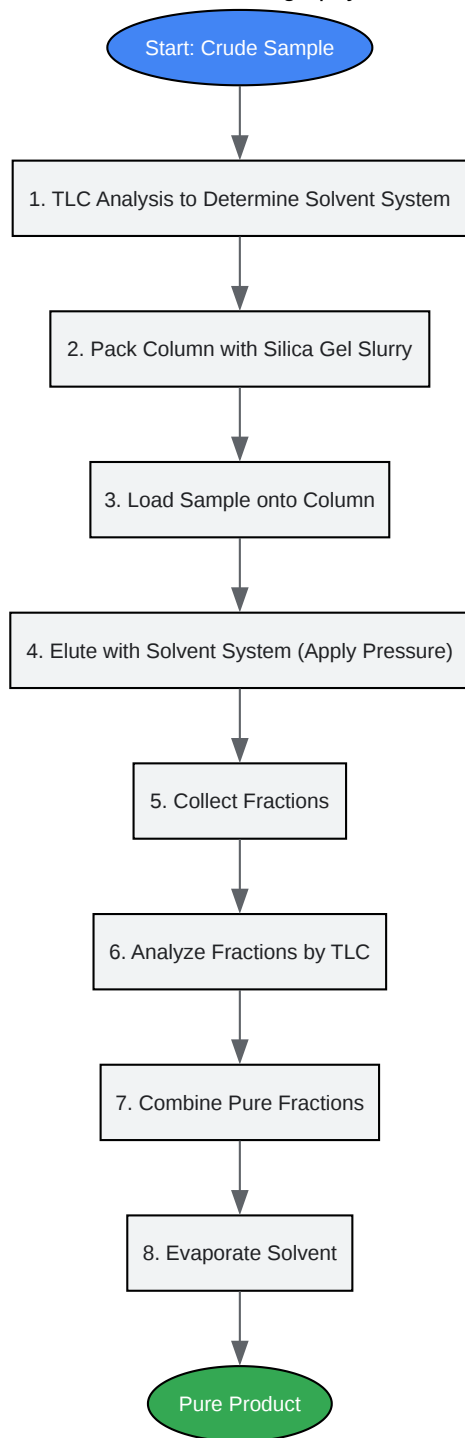 Start: Crude Sample
1. TLC Analysis to Determine Solvent System
2. Pack Column with Silica Gel Slurry
3. Load Sample onto Column
4. Elute with Solvent System (Apply Pressure)
5. Collect Fractions
6. Analyze Fractions by TLC
7. Combine Pure Fractions
8. Evaporate Solvent
Pure Product